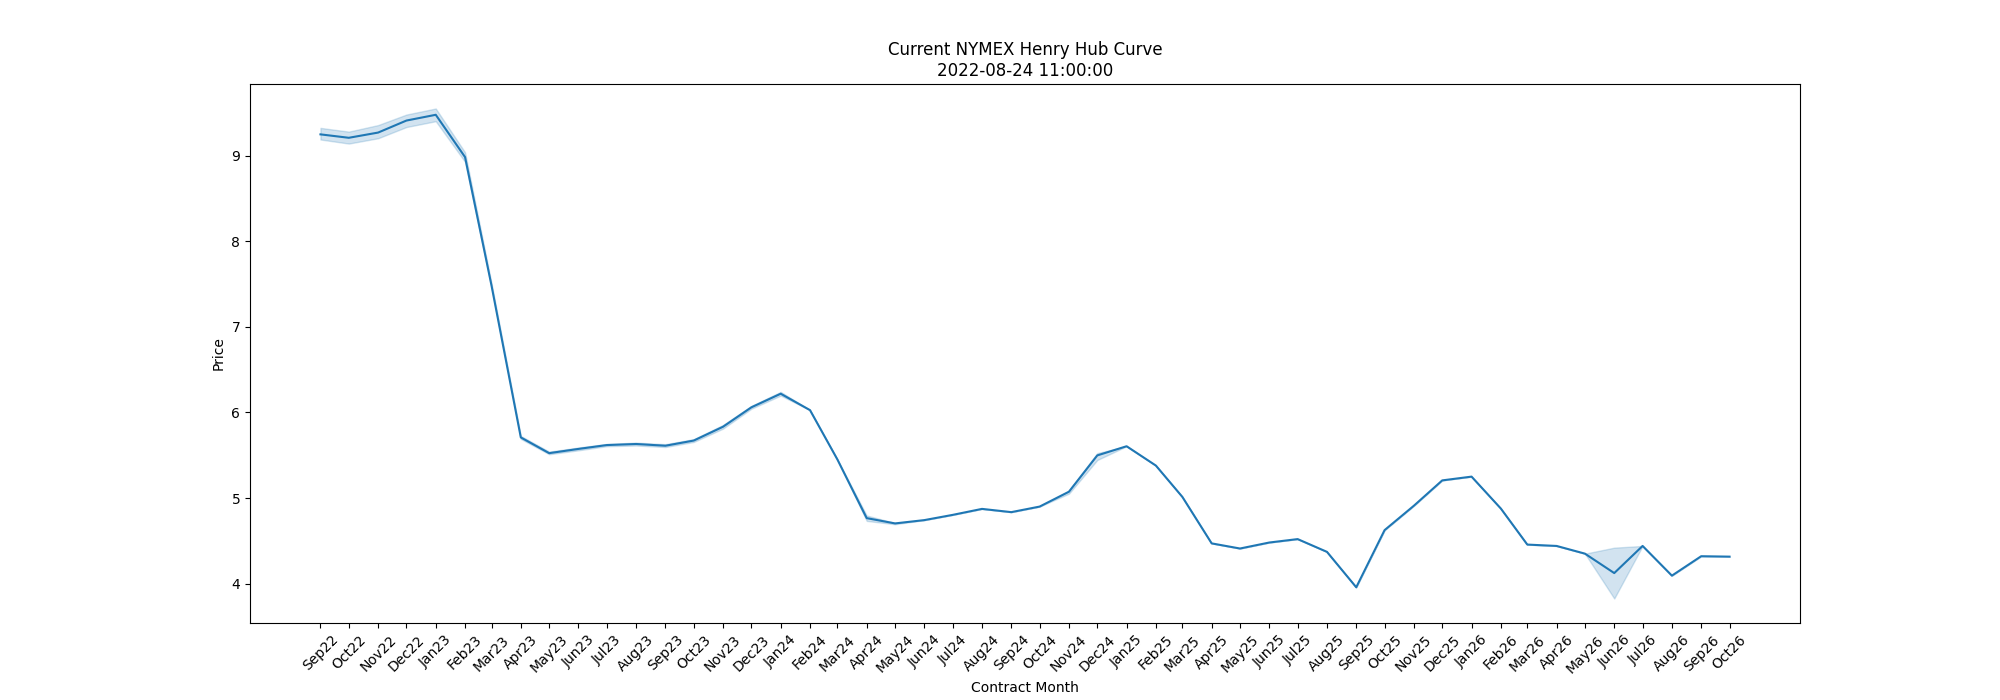 Current NYMEX Henry Hub Curve
2022-08-24 11:00:00
9
8
7
6
5
4
Price
Sep22 Oct22 Nov22 Dec22 Jan23 Feb23 Mar23 Apr23 May23 Jun23 Jul23 Aug23 Sep23 Oct23 Nov23 Dec23 Jan24 Feb24 Mar24 Apr24 May24 Jun24 Jul24 Aug24 Sep24 Oct24 Nov24 Dec24 Jan25 Feb25 Mar25 Apr25 May25 Jun25 Jul25 Aug25 Sep25 Oct25 Nov25 Dec25 Jan26 Feb26 Mar26 Apr26 May26 Jun26 Jul26 Aug26 Sep26 Oct26
Contract Month